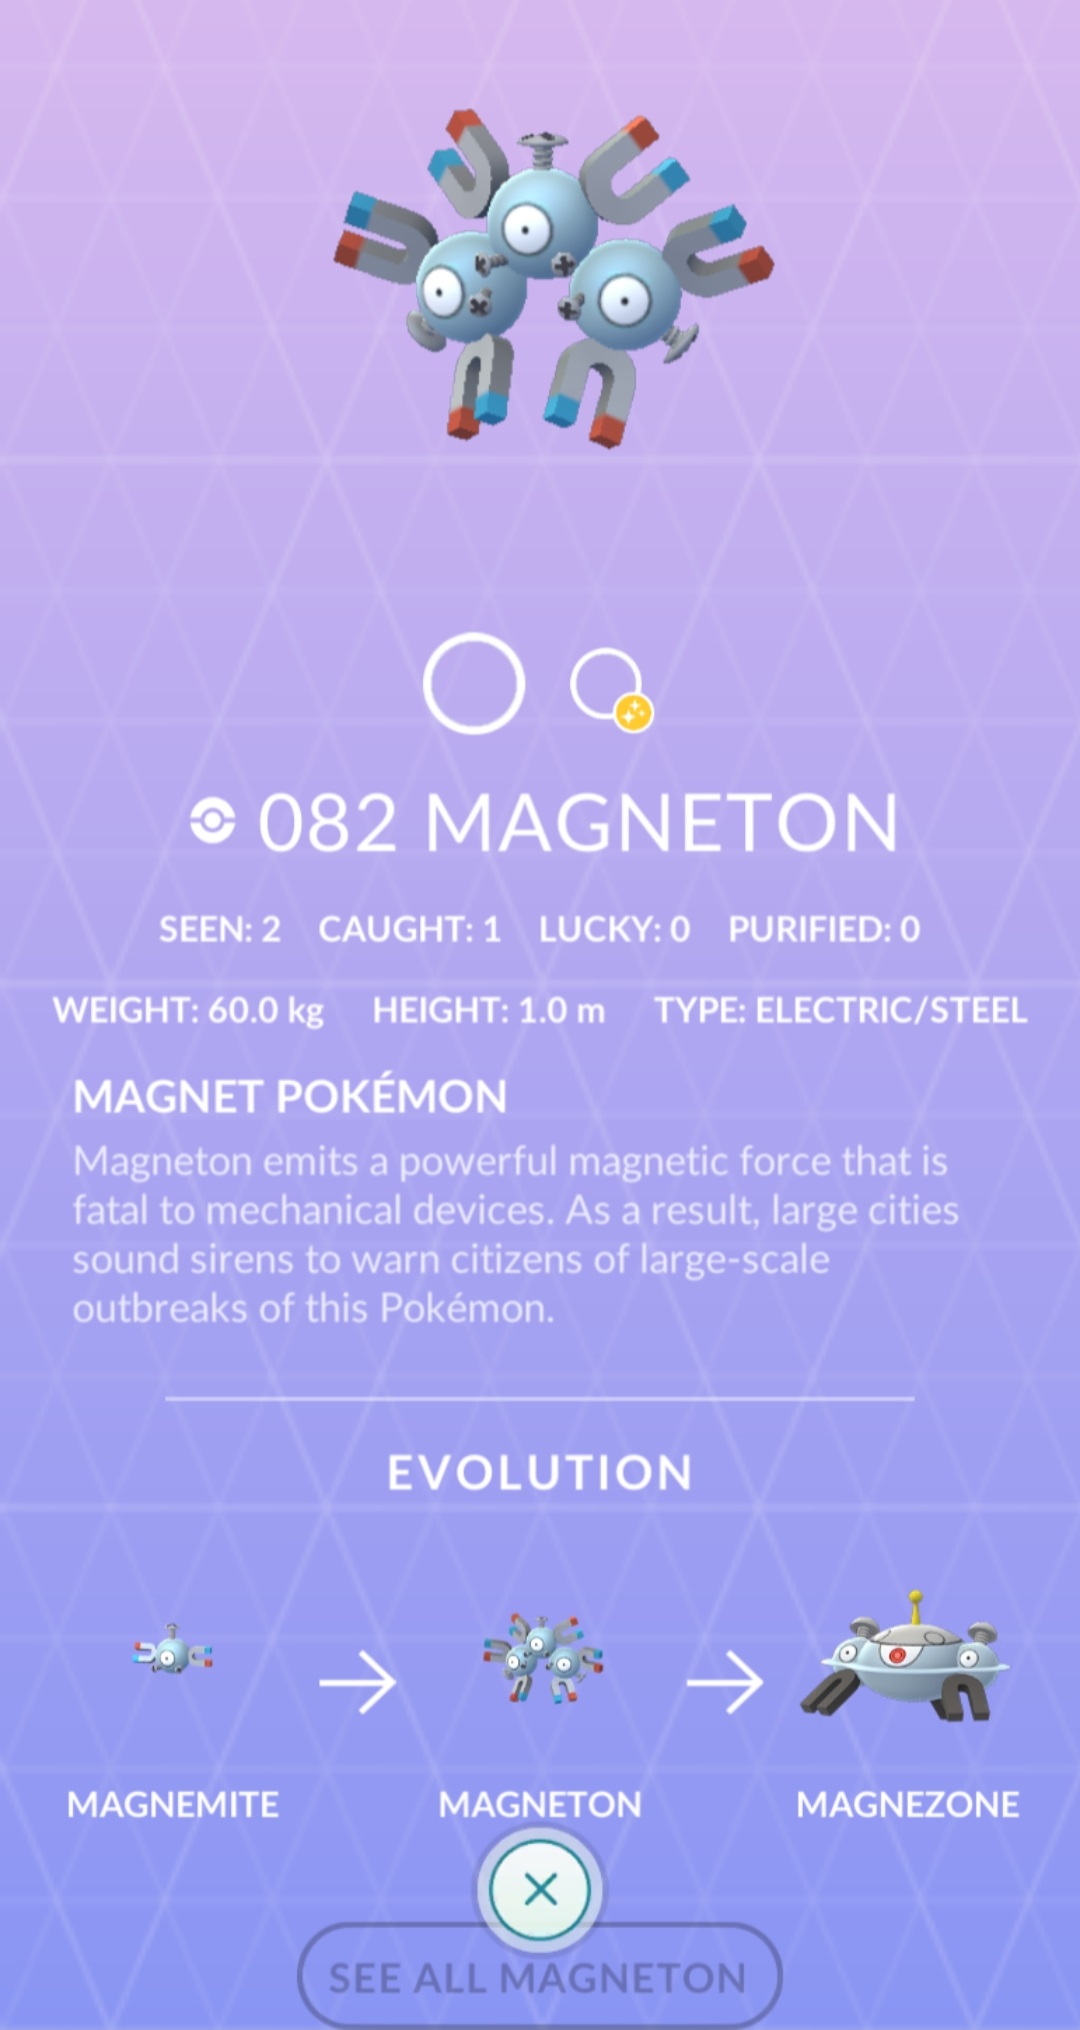 082 MAGNETON
SEEN: 2 CAUGHT: 1 LUCKY: 0 PURIFIED: 0
WEIGHT: 60.0 kg HEIGHT: 1.0 m TYPE: ELECTRIC/STEEL
MAGNET POKÉMON
Magneton emits a powerful magnetic force that is
fatal to mechanical devices. As a result, large cities
sound sirens to warn citizens of large-scale
outbreaks of this Pokémon.
EVOLUTION
MAGNEMITE MAGNETON MAGNEZONE
SEE ALL MAGNETON